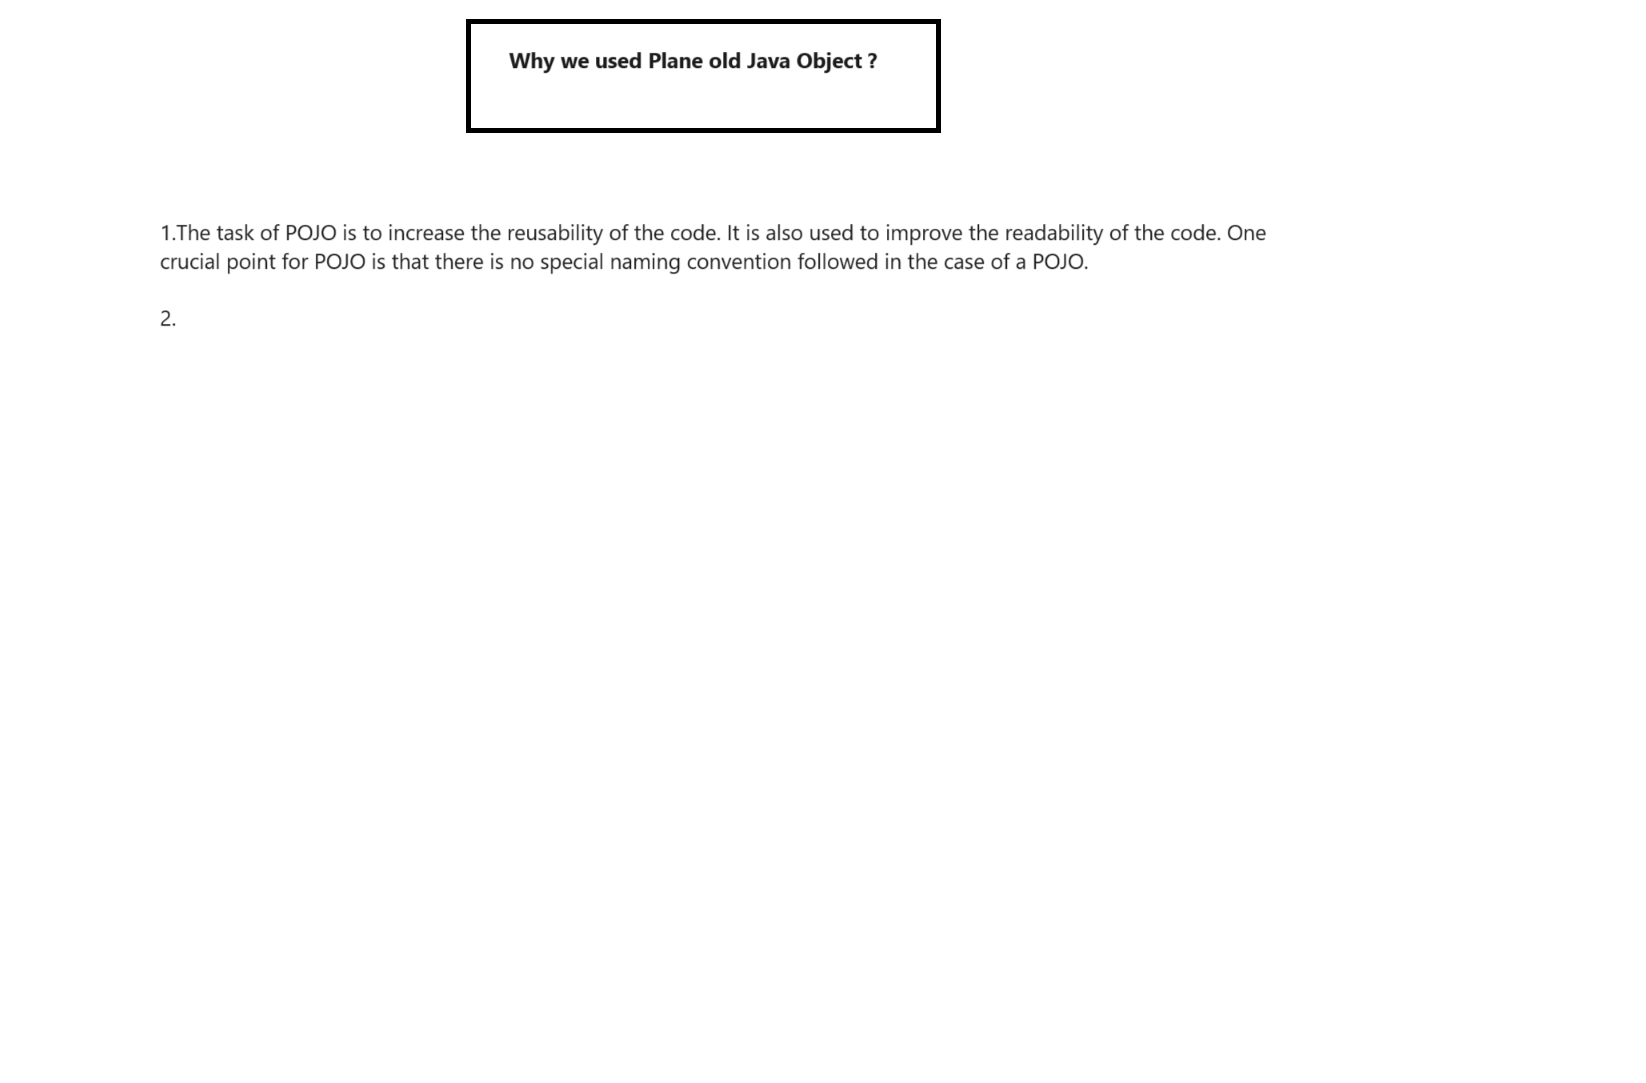 Why we used Plane old Java Object ?
1.The task of POJO is to increase the reusability of the code. It is also used to improve the readability of the code. One
crucial point for POJO is that there is no special naming convention followed in the case of a POJO.
2.